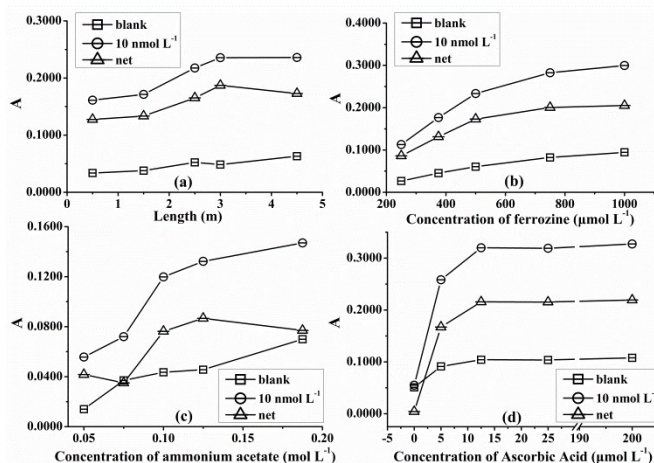 0.3000
0.2000
0.1000
0.0000
A
blank
10 nmol L⁻¹
net
(a)
0 1 2 3 4 5
Length (m)
0.4000
0.3000
0.2000
0.1000
0.0000
A
blank
10 nmol L⁻¹
net
(b)
200 400 600 800 1000
Concentration of ferrozine (μmol L⁻¹)
0.1600
0.1200
0.0800
0.0400
0.0000
A
blank
10 nmol L⁻¹
net
(c)
0.05 0.10 0.15 0.20
Concentration of ammonium acetate (mol L⁻¹)
0.3000
0.2000
0.1000
0.0000
A
blank
10 nmol L⁻¹
net
(d)
-5 0 5 10 15 20 25 190 200
Concentration of Ascorbic Acid (μmol L⁻¹)